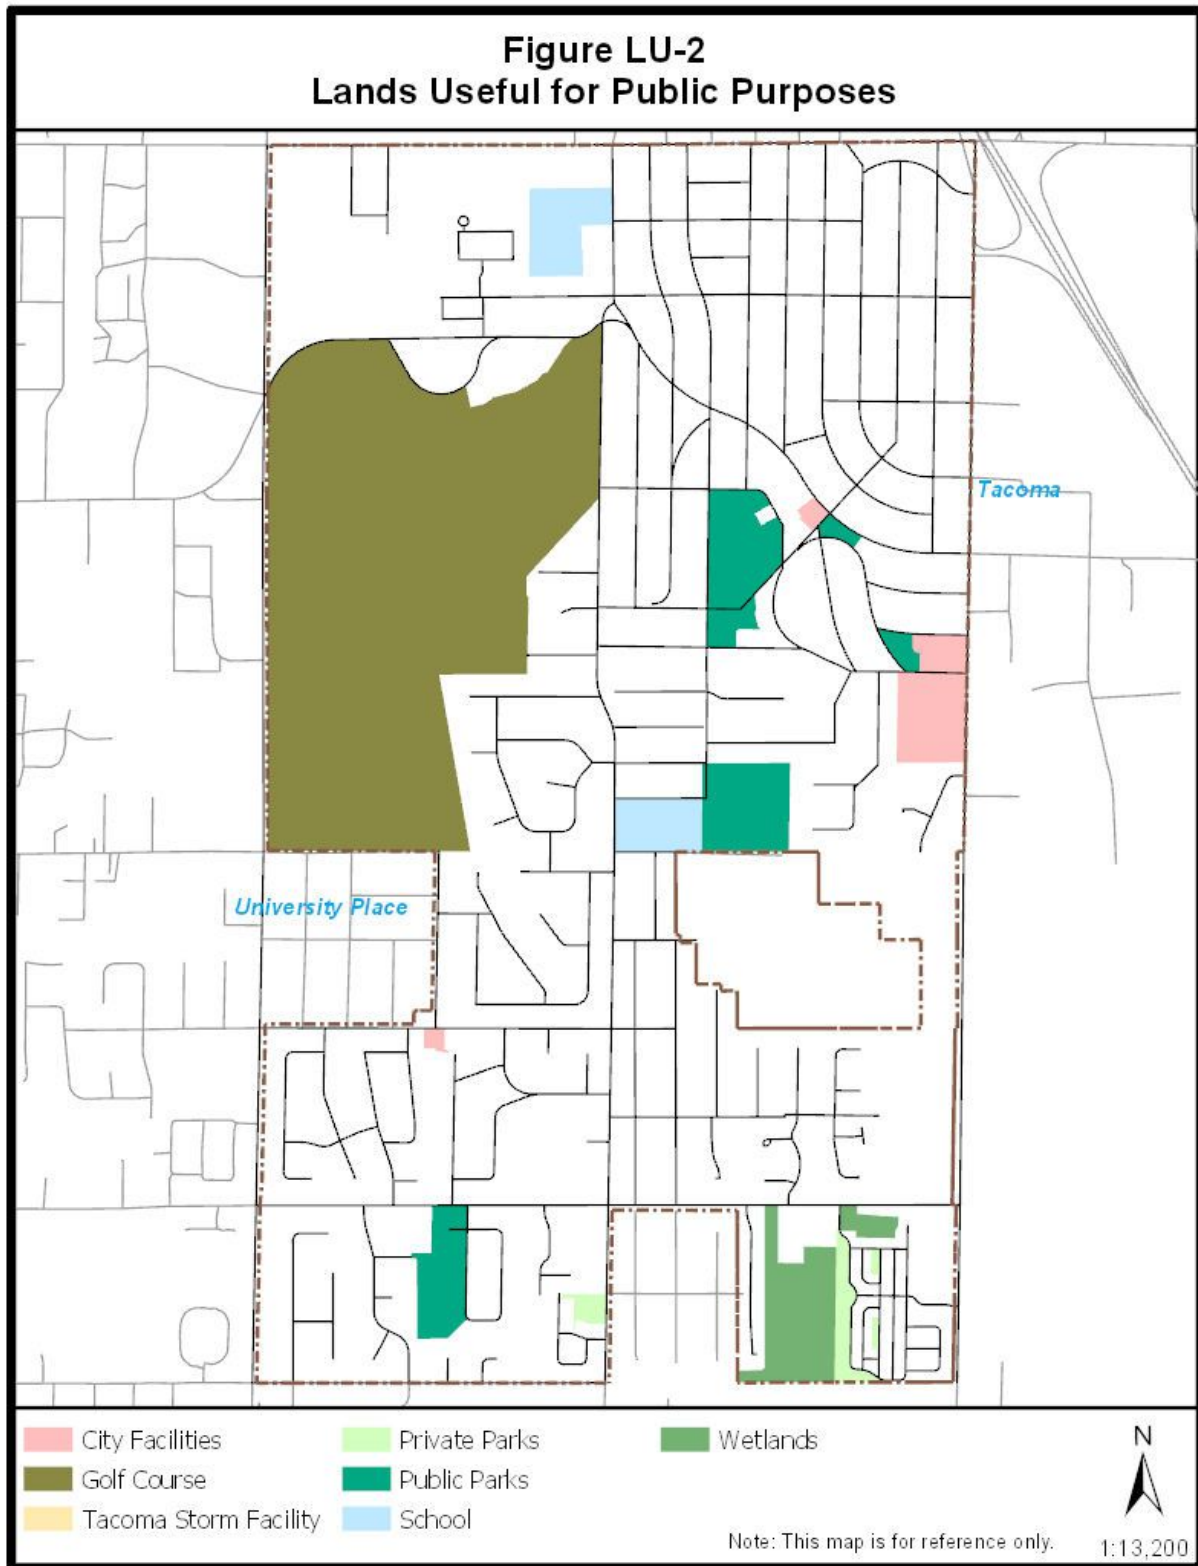 Figure LU-2
Lands Useful for Public Purposes
Tacoma
University Place
City Facilities
Golf Course
Tacoma Storm Facility
Private Parks
Public Parks
School
Wetlands
N
Note: This map is for reference only.
1:13,200